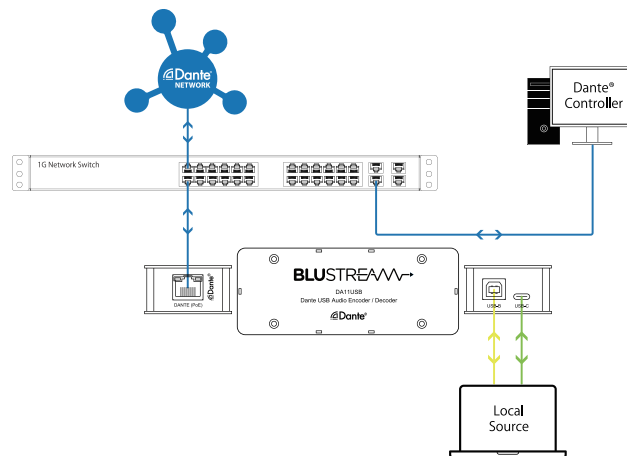 Dante®
NETWORK
Dante®
Controller
1G Network Switch
DANTE (PoE)
Dante®
BLUSTREAM
DA11USB
Dante USB Audio Encoder / Decoder
Dante®
USB-B
USB-C
Local
Source